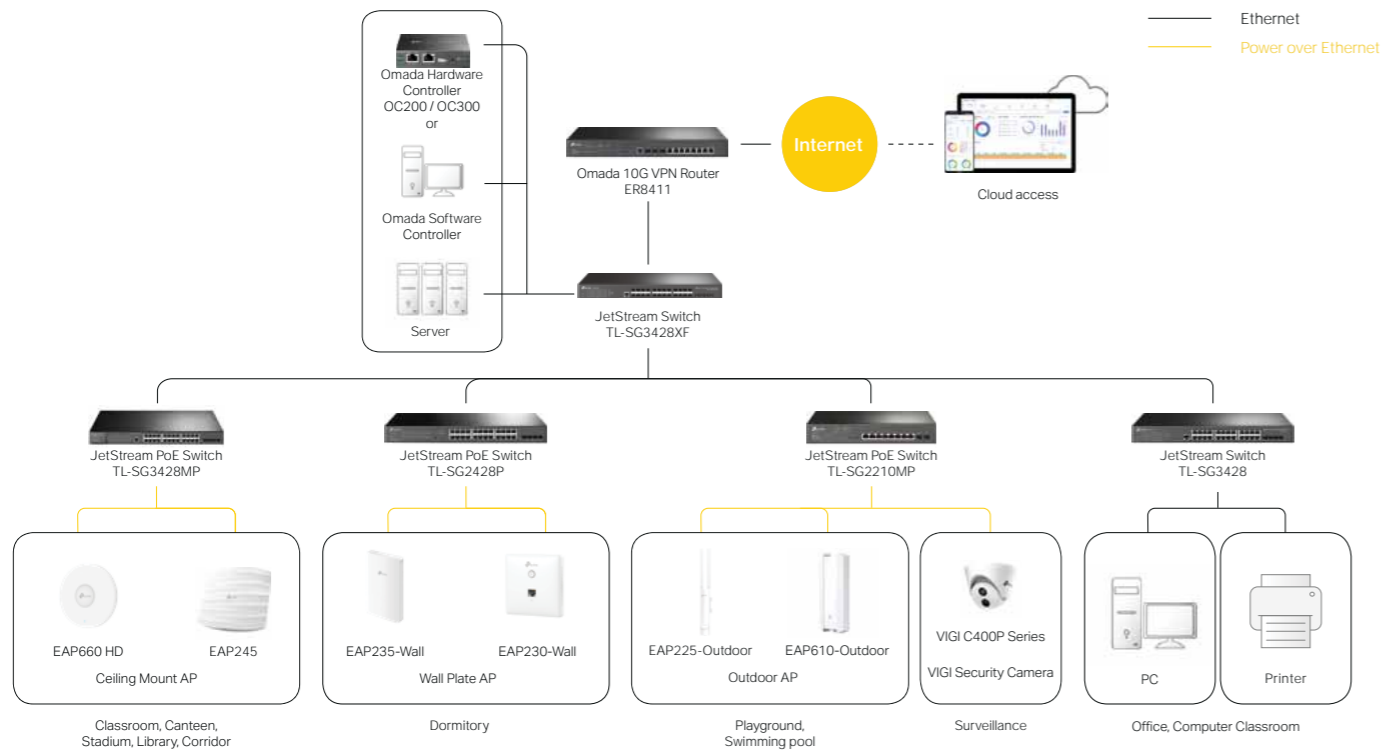 Ethernet
Power over Ethernet
Omada Hardware
Controller
OC200 / OC300
or
Omada Software
Controller
Server
Omada 10G VPN Router
ER8411
Internet
Cloud access
JetStream Switch
TL-SG3428XF
JetStream PoE Switch
TL-SG3428MP
JetStream PoE Switch
TL-SG2428P
JetStream PoE Switch
TL-SG2210MP
JetStream Switch
TL-SG3428
EAP660 HD
EAP245
Ceiling Mount AP
Classroom, Canteen,
Stadium, Library, Corridor
EAP235-Wall
EAP230-Wall
Wall Plate AP
Dormitory
EAP225-Outdoor
EAP610-Outdoor
Outdoor AP
Playground,
Swimming pool
VIGI C400P Series
VIGI Security Camera
Surveillance
PC
Printer
Office, Computer Classroom